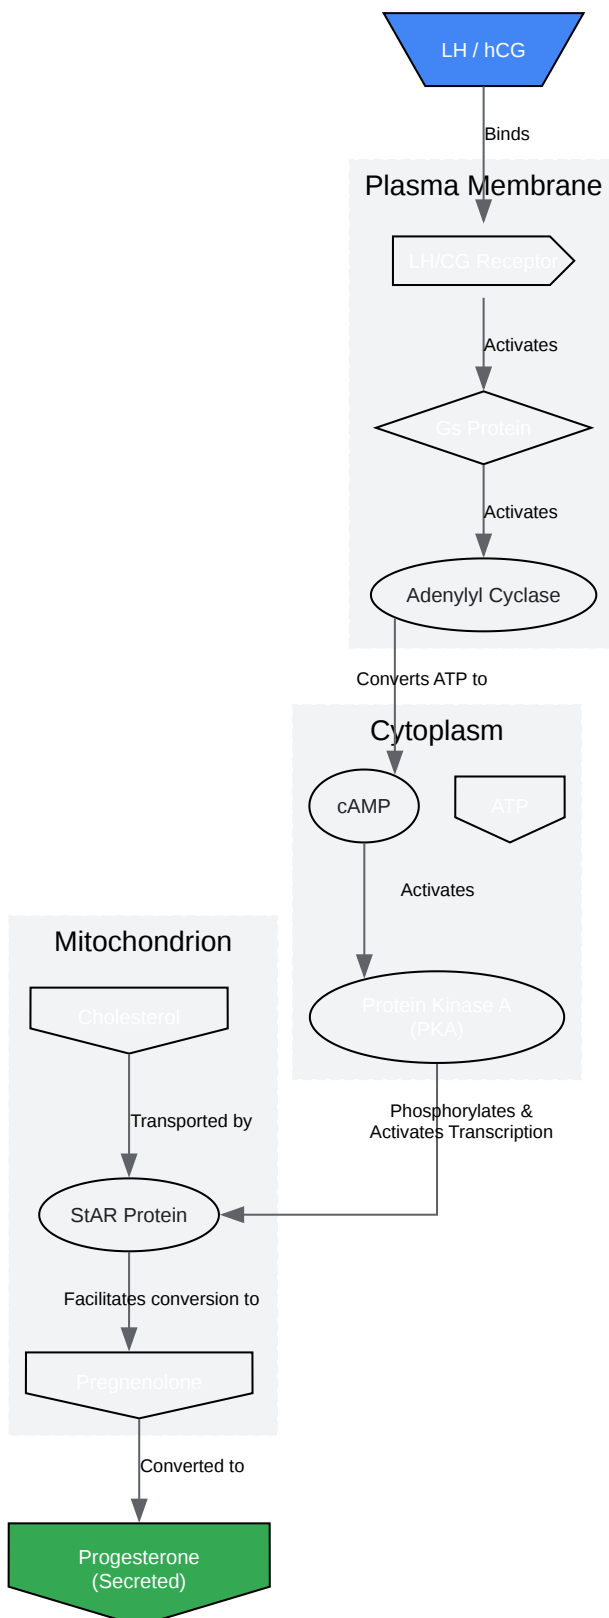 LH / hCG
Binds
Plasma Membrane
LH/CG Receptor
Activates
Gs Protein
Activates
Adenylyl Cyclase
Converts ATP to
Cytoplasm
cAMP
ATP
Activates
Mitochondrion
Cholesterol
Protein Kinase A
(PKA)
Transported by
Phosphorylates &
Activates Transcription
StAR Protein
Facilitates conversion to
Pregnenolone
Converted to
Progesterone
(Secreted)